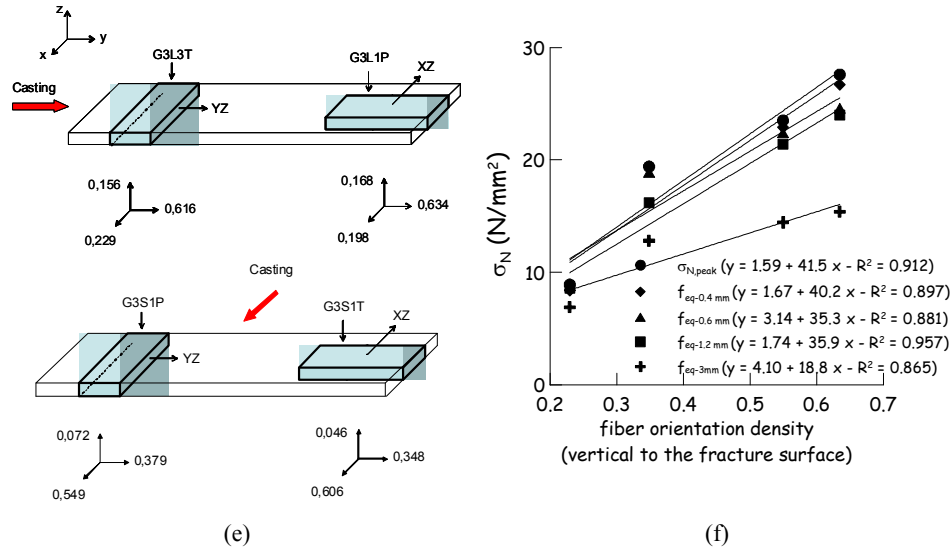 z
y
x
Casting
G3L3T
YZ
G3L1P
XZ
0,156
0,616
0,229
0,168
0,634
0,198
Casting
G3S1P
YZ
G3S1T
XZ
0,072
0,379
0,549
0,046
0,348
0,606
(e)
σN (N/mm²)
30
20
10
0
σN,peak (y = 1.59 + 41.5 x - R² = 0.912)
feq-0.4 mm (y = 1.67 + 40.2 x - R² = 0.897)
feq-0.6 mm (y = 3.14 + 35.3 x - R² = 0.881)
feq-1.2 mm (y = 1.74 + 35.9 x - R² = 0.957)
feq-3mm (y = 4.10 + 18.8 x - R² = 0.865)
0.2 0.3 0.4 0.5 0.6 0.7
fiber orientation density
(vertical to the fracture surface)
(f)